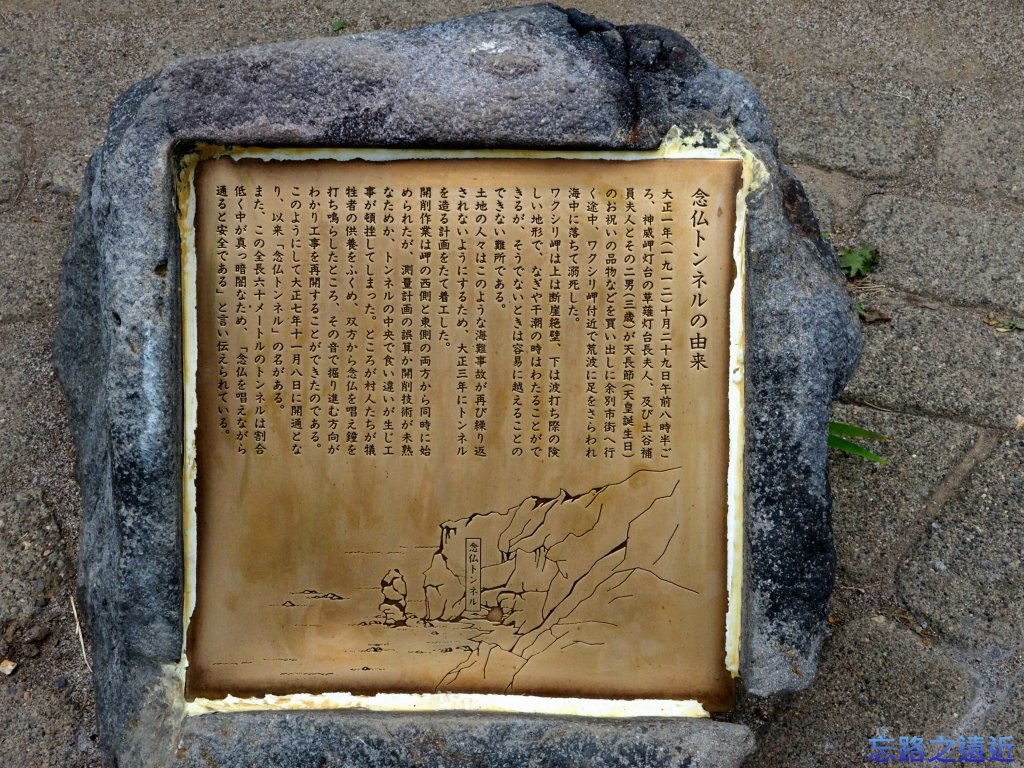 念仏トンネルの由来
大正一年(一九一二)十月二十九日午前八時半ご
ろ、神威岬灯台の草薙灯台長夫人、及び土谷補
員夫人とその二男(三歳)が天長節(天皇誕生日)
のお祝いの品物などを買い出しに余別市街へ行
く途中、ワクシリ岬付近で荒波に足をさらわれ
海中に落ちて溺死した。
ワクシリ岬は上は断崖絶壁、下は波打ち際の険
しい地形で、なぎや干潮の時はわたることがで
きるが、そうでないときは容易に越えることの
できない難所である。
土地の人々はこのような海難事故が再び繰り返
されないようにするため、大正三年にトンネル
を造る計画をたて着工した。
開削作業は岬の西側と東側の両方から同時に始
められたが、測量計画の誤算か開削技術が未熟
なためか、トンネルの中央で食い違いが生じ工
事が頓挫してしまった。ところが村人たちが犠
牲者の供養をふくめ、双方から念仏を唱え鐘を
打ち鳴らしたところ、その音で掘り進む方向が
わかり工事を再開することができたのである。
このようにして大正七年十一月八日に開通とな
り、以来「念仏トンネル」の名がある。
また、この全長六十メールのトンネルは割合
低く中が真っ暗闇なため、「念仏を唱えながら
通ると安全である」と言い伝えられている。
念仏トンネル
忘路之遠近